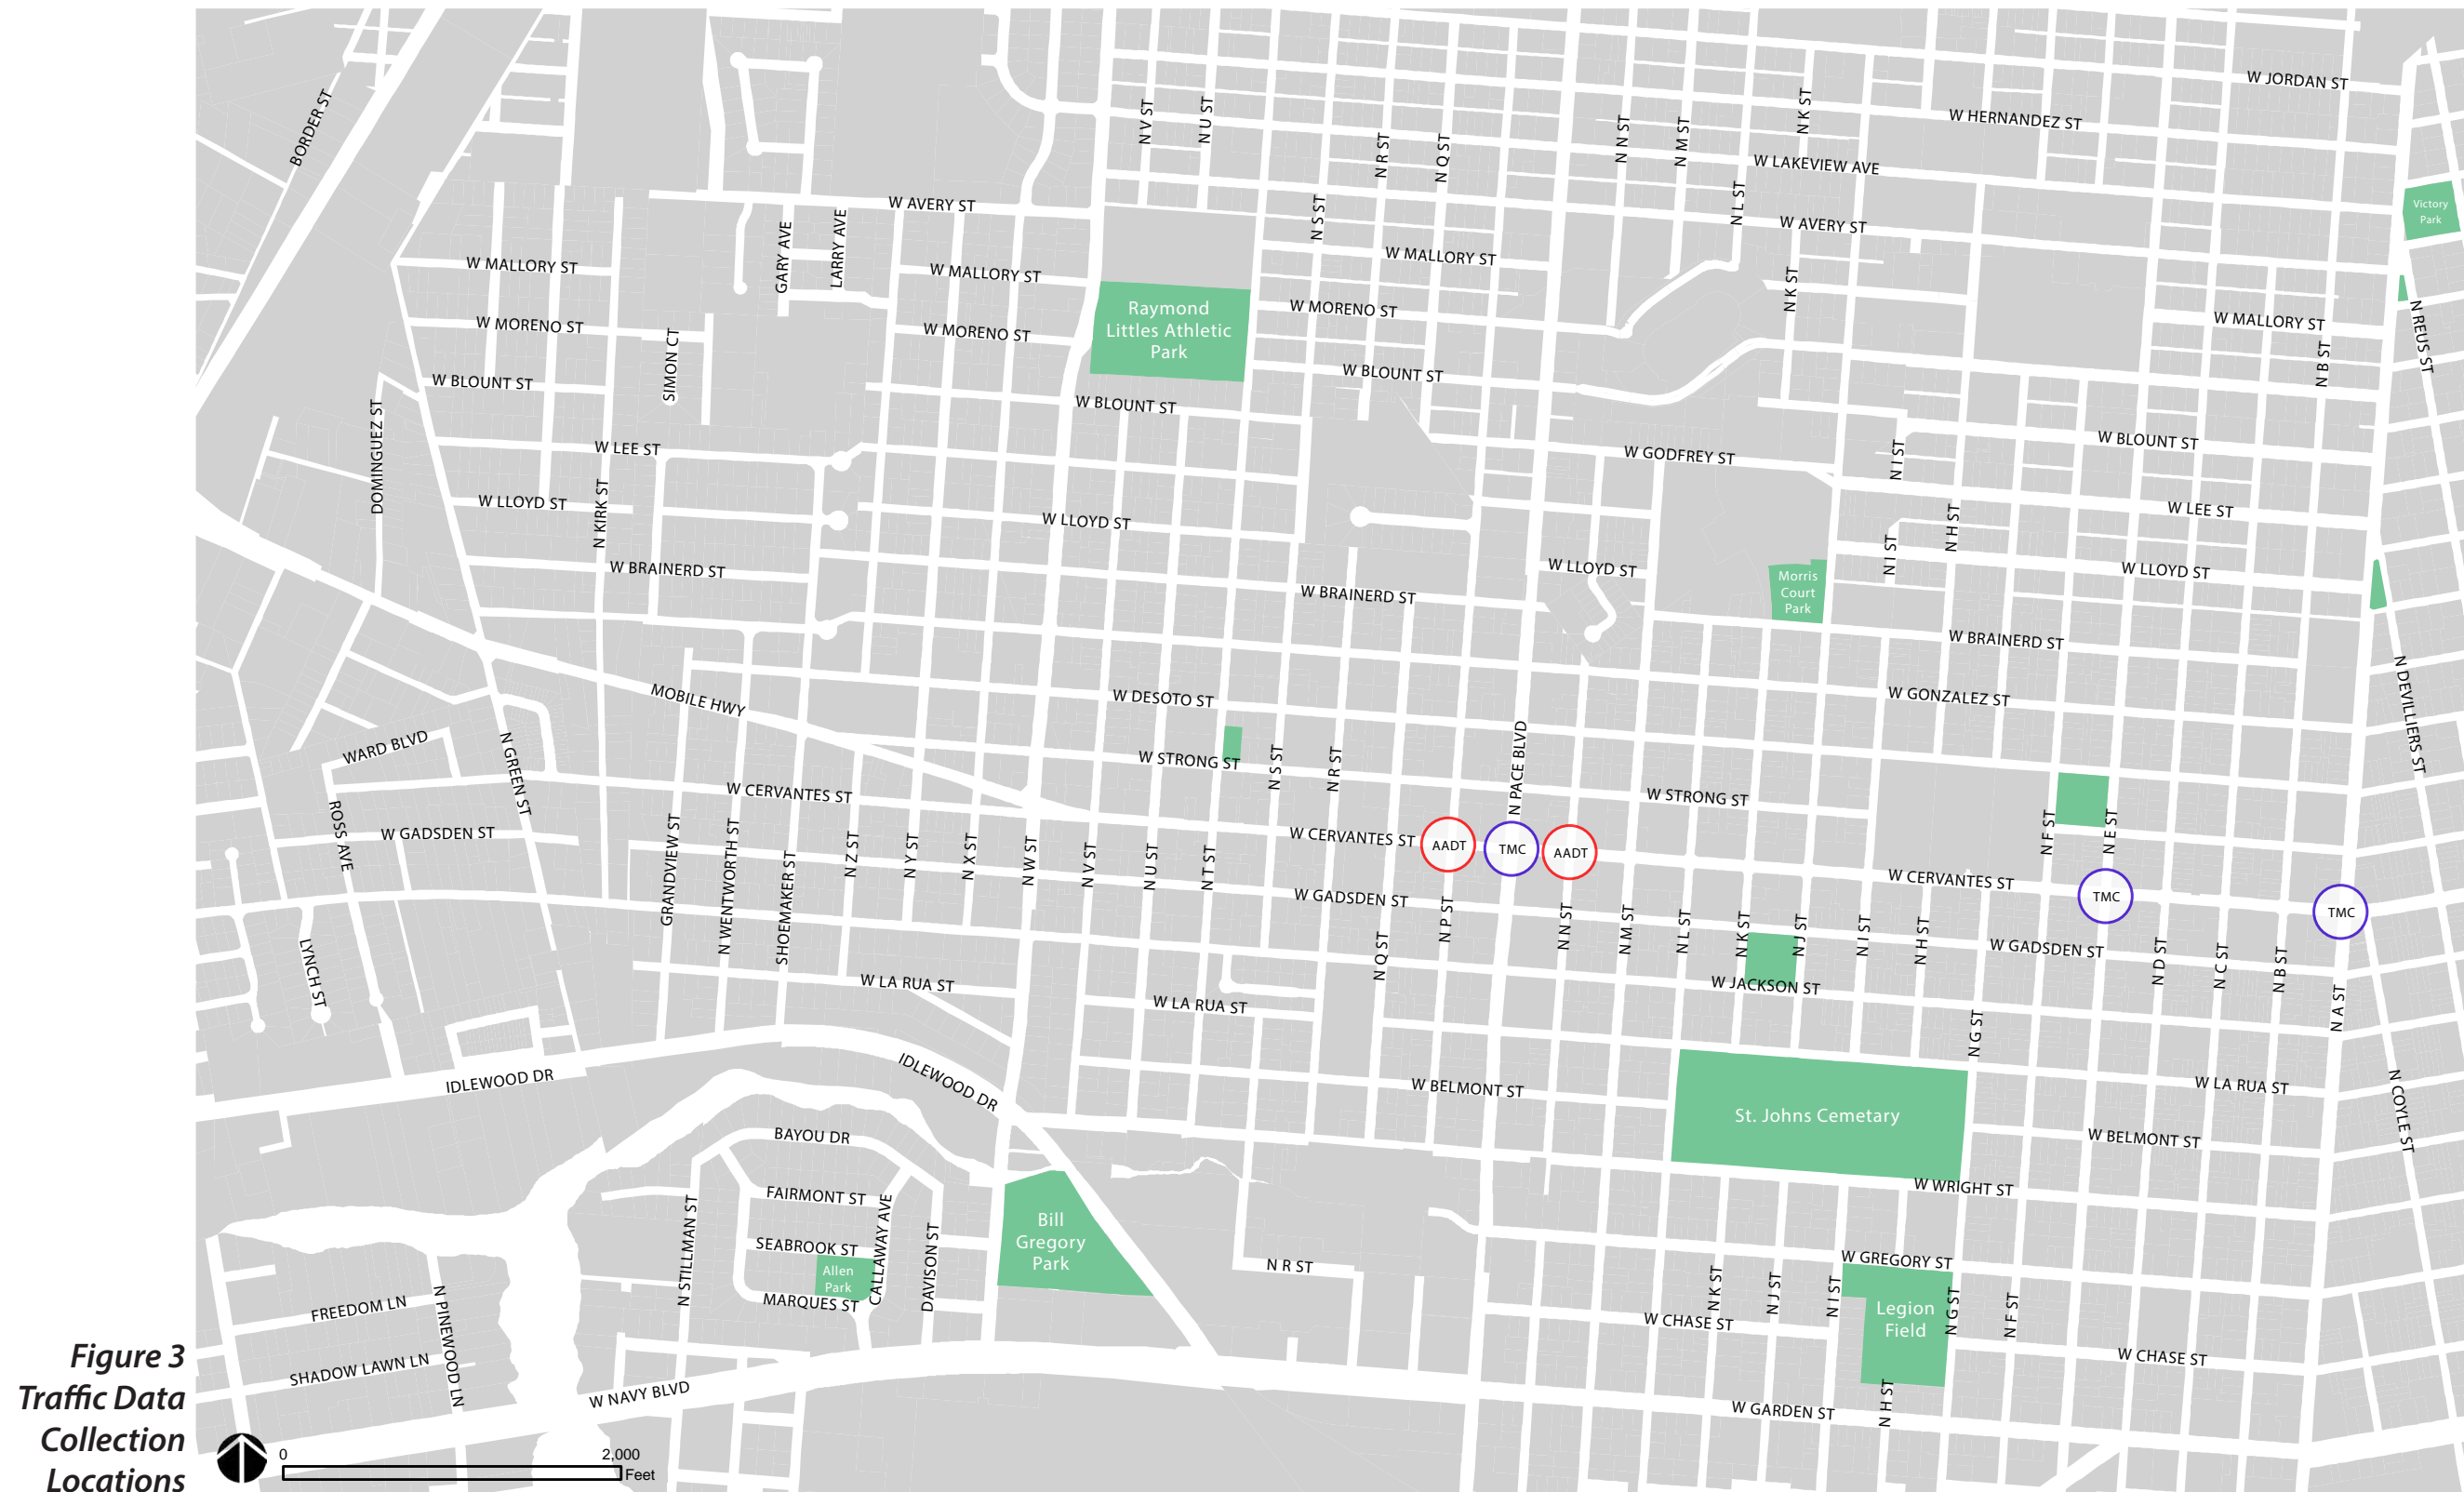 W JORDAN ST
BORDER ST
N V ST
N U ST
N R ST
N Q ST
N N ST
N M ST
N K ST
W HERNANDEZ ST
W LAKEVIEW AVE
N L ST
W AVERY ST
W AVERY ST
Victory
Park
GARY AVE
LARRY AVE
N S ST
W MALLORY ST
W MALLORY ST
W MALLORY ST
N K ST
Raymond
Littles Athletic
Park
W MORENO ST
W MORENO ST
W MORENO ST
W MALLORY ST
N REUS ST
SIMON CT
N B ST
W BLOUNT ST
W BLOUNT ST
W BLOUNT ST
W BLOUNT ST
DOMINGUEZ ST
W LEE ST
W GODFREY ST
N I ST
W LLOYD ST
N KIRK ST
W LLOYD ST
N H ST
W LEE ST
W BRAINERD ST
W LLOYD ST
N I ST
W LLOYD ST
Morris
Court
Park
W BRAINERD ST
W BRAINERD ST
MOBILE HWY
W DESOTO ST
W GONZALEZ ST
N DEVILLIERS ST
WARD BLVD
N GREEN ST
W STRONG ST
N S ST
N R ST
N PACE BLVD
W CERVANTES ST
W STRONG ST
ROSS AVE
W GADSDEN ST
GRANDVIEW ST
N WENTWORTH ST
SHOEMAKER ST
N Z ST
N Y ST
N X ST
N W ST
N V ST
N U ST
N T ST
W CERVANTES ST
AADT
TMC
AADT
N F ST
N E ST
W CERVANTES ST
TMC
TMC
W GADSDEN ST
N Q ST
N P ST
N N ST
N M ST
N L ST
N K ST
N J ST
N I ST
N H ST
W GADSDEN ST
N D ST
N C ST
N B ST
N A ST
LYNCH ST
W LA RUA ST
W LA RUA ST
W JACKSON ST
N G ST
IDLEWOOD DR
IDLEWOOD DR
W BELMONT ST
St. Johns Cemetary
W LA RUA ST
N COYLE ST
BAYOU DR
W BELMONT ST
FAIRMONT ST
W WRIGHT ST
N STILLMAN ST
CALLAWAY AVE
DAVISON ST
Bill
Gregory
Park
SEABROOK ST
Allen
Park
MARQUES ST
N R ST
W GREGORY ST
N K ST
N J ST
N I ST
N G ST
N F ST
Legion
Field
FREEDOM LN
N PINEWOOD LN
W CHASE ST
W CHASE ST
SHADOW LAWN LN
W NAVY BLVD
W GARDEN ST
N H ST
Figure 3
Traffic Data
Collection
Locations
0
2,000
Feet